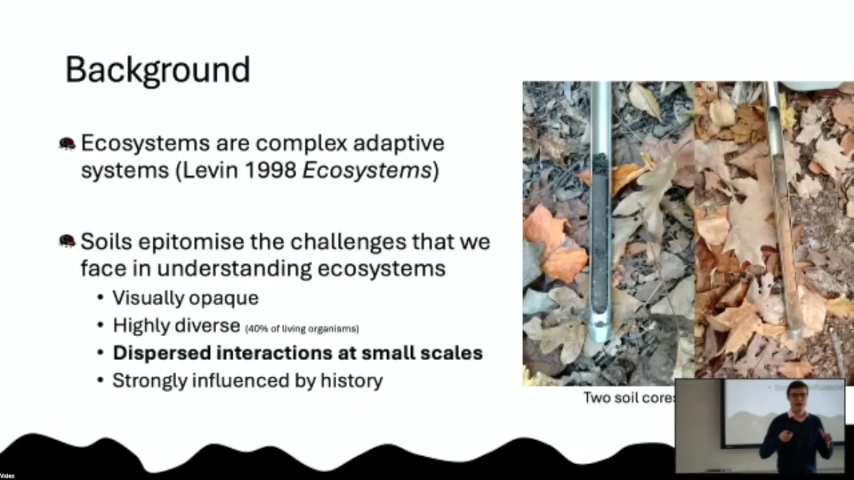 Background
Ecosystems are complex adaptive
systems (Levin 1998 Ecosystems)
Soils epitomise the challenges that we
face in understanding ecosystems
• Visually opaque
• Highly diverse (40% of living organisms)
• Dispersed interactions at small scales
• Strongly influenced by history
Two soil cores
Video